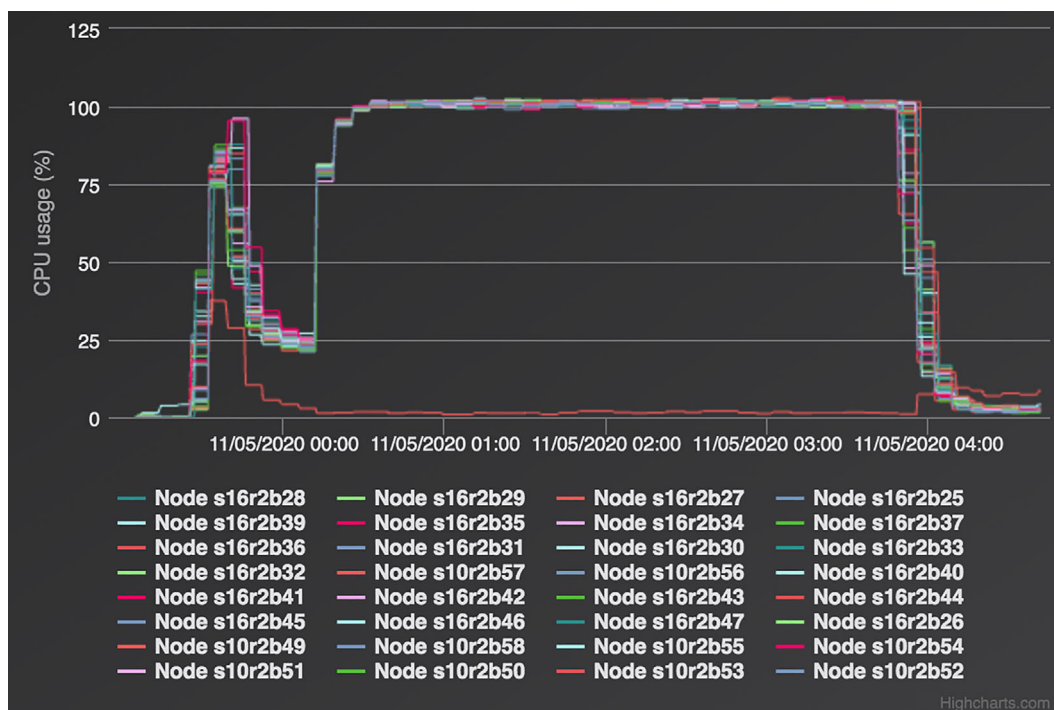 125
100
75
50
25
0
CPU usage (%)
11/05/2020 00:00 11/05/2020 01:00 11/05/2020 02:00 11/05/2020 03:00 11/05/2020 04:00
Node s16r2b28 Node s16r2b29 Node s16r2b27 Node s16r2b25
Node s16r2b39 Node s16r2b35 Node s16r2b34 Node s16r2b37
Node s16r2b36 Node s16r2b31 Node s16r2b30 Node s16r2b33
Node s16r2b32 Node s10r2b57 Node s10r2b56 Node s16r2b40
Node s16r2b41 Node s16r2b42 Node s16r2b43 Node s16r2b44
Node s16r2b45 Node s16r2b46 Node s16r2b47 Node s16r2b26
Node s10r2b49 Node s10r2b58 Node s10r2b55 Node s10r2b54
Node s10r2b51 Node s10r2b50 Node s10r2b53 Node s10r2b52
Highcharts.com